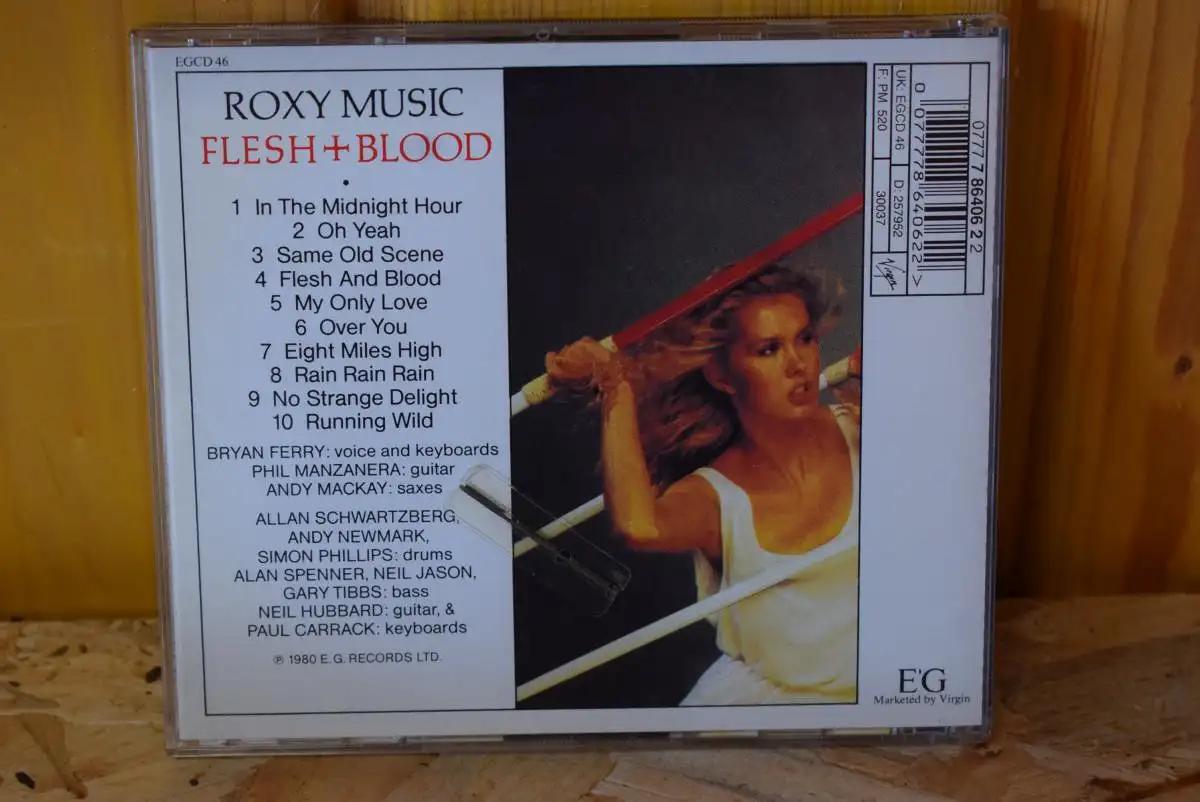 EGCD 46
ROXY MUSIC
FLESH+BLOOD
1 In The Midnight Hour
2 Oh Yeah
3 Same Old Scene
4 Flesh And Blood
5 My Only Love
6 Over You
7 Eight Miles High
8 Rain Rain Rain
9 No Strange Delight
10 Running Wild
BRYAN FERRY: voice and keyboards
PHIL MANZANERA: guitar
ANDY MACKAY: saxes
ALLAN SCHWARTZBERG,
ANDY NEWMARK,
SIMON PHILLIPS: drums
ALAN SPENNER, NEIL JASON,
GARY TIBBS: bass
NEIL HUBBARD: guitar, &
PAUL CARRACK: keyboards
℗ 1980 E.G. RECORDS LTD.
0777 7 86406 2 2
0 077778 640622 >
UK: EGCD 46
D: 257952
F: PM 520
30037
Virgin
E'G
Marketed by Virgin